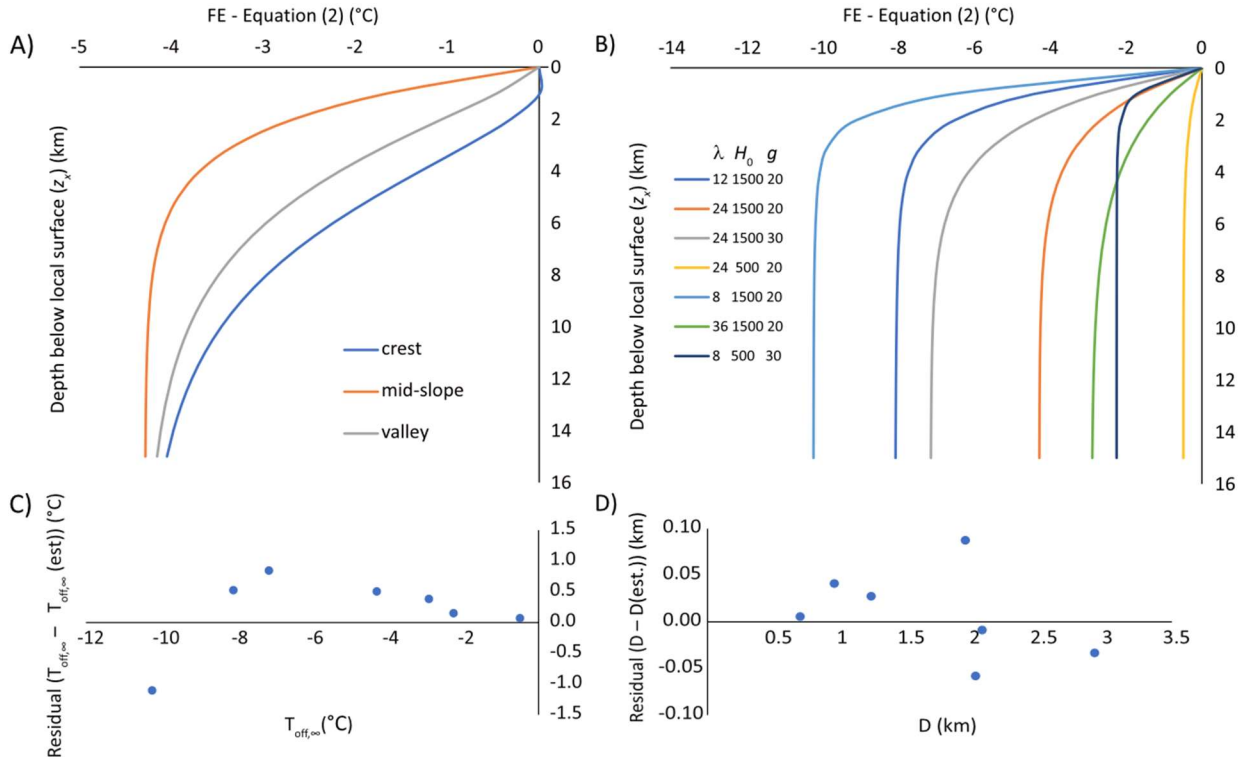 A)
FE - Equation (2) (°C)
-5 -4 -3 -2 -1 0
0
2
4
6
8
10
12
14
16
Depth below local surface (zx) (km)
crest
mid-slope
valley
B)
FE - Equation (2) (°C)
-14 -12 -10 -8 -6 -4 -2 0
0
2
4
6
8
10
12
14
16
Depth below local surface (zx) (km)
λ H0 g
12 1500 20
24 1500 20
24 1500 30
24 500 20
8 1500 20
36 1500 20
8 500 30
C)
Residual (Toff,∞ − Toff,∞ (est)) (°C)
1.5
1.0
0.5
0.0
-0.5
-1.0
-1.5
-12 -10 -8 -6 -4 -2
Toff,∞(°C)
D)
Residual (D – D(est.)) (km)
0.10
0.05
0.00
-0.05
-0.10
0.5 1 1.5 2 2.5 3 3.5
D (km)